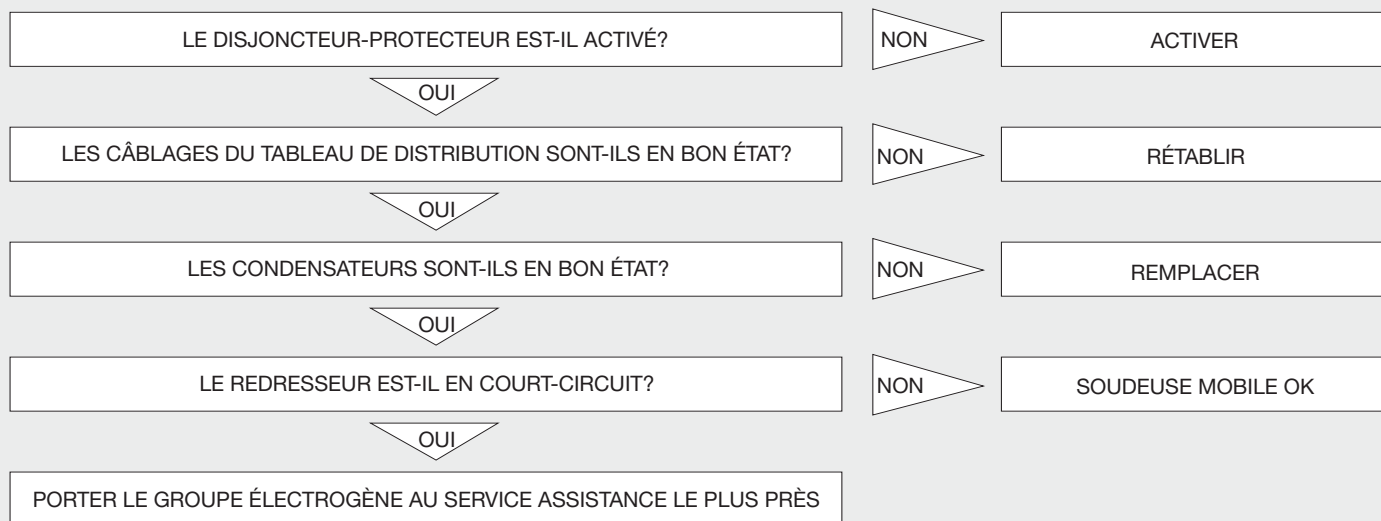 LE DISJONCTEUR-PROTECTEUR EST-IL ACTIVÉ?
NON
ACTIVER
OUI
LES CÂBLAGES DU TABLEAU DE DISTRIBUTION SONT-ILS EN BON ÉTAT?
NON
RÉTABLIR
OUI
LES CONDENSATEURS SONT-ILS EN BON ÉTAT?
NON
REMPLACER
OUI
LE REDRESSEUR EST-IL EN COURT-CIRCUIT?
NON
SOUDEUSE MOBILE OK
OUI
PORTER LE GROUPE ÉLECTROGÈNE AU SERVICE ASSISTANCE LE PLUS PRÈS